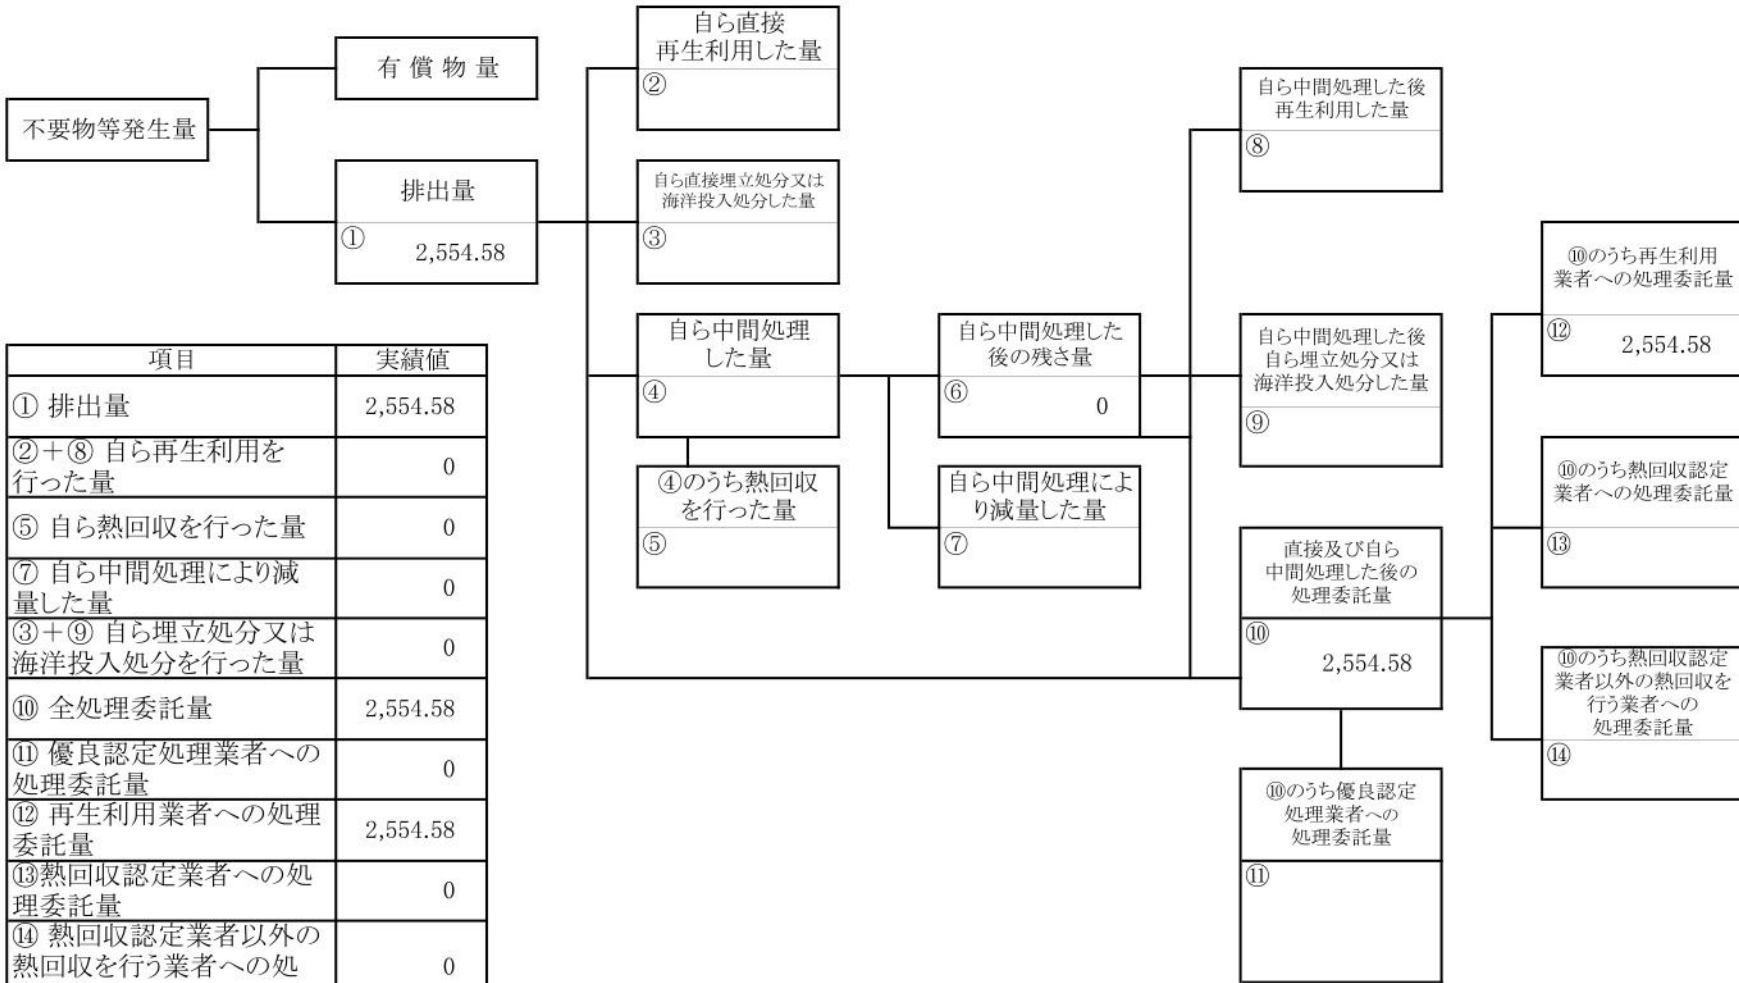 不要物等発生量
有 償 物 量
排出量
①
2,554.58
自ら直接
再生利用した量
②
自ら直接埋立処分又は
海洋投入処分した量
③
自ら中間処理
した量
④
④のうち熱回収
を行った量
⑤
自ら中間処理した
後の残さ量
⑥
0
自ら中間処理によ
り減量した量
⑦
自ら中間処理した後
再生利用した量
⑧
自ら中間処理した後
自ら埋立処分又は
海洋投入処分した量
⑨
直接及び自ら
中間処理した後の
処理委託量
⑩
2,554.58
⑩のうち優良認定
処理業者への
処理委託量
⑪
⑩のうち再生利用
業者への処理委託量
⑫
2,554.58
⑩のうち熱回収認定
業者への処理委託量
⑬
⑩のうち熱回収認定
業者以外の熱回収を
行う業者への
処理委託量
⑭
項目 実績値
① 排出量 2,554.58
②+⑧ 自ら再生利用を
行った量 0
⑤ 自ら熱回収を行った量 0
⑦ 自ら中間処理により減
量した量 0
③+⑨ 自ら埋立処分又は
海洋投入処分を行った量 0
⑩ 全処理委託量 2,554.58
⑪ 優良認定処理業者への
処理委託量 0
⑫ 再生利用業者への処理
委託量 2,554.58
⑬熱回収認定業者への処
理委託量 0
⑭ 熱回収認定業者以外の
熱回収を行う業者への処 0